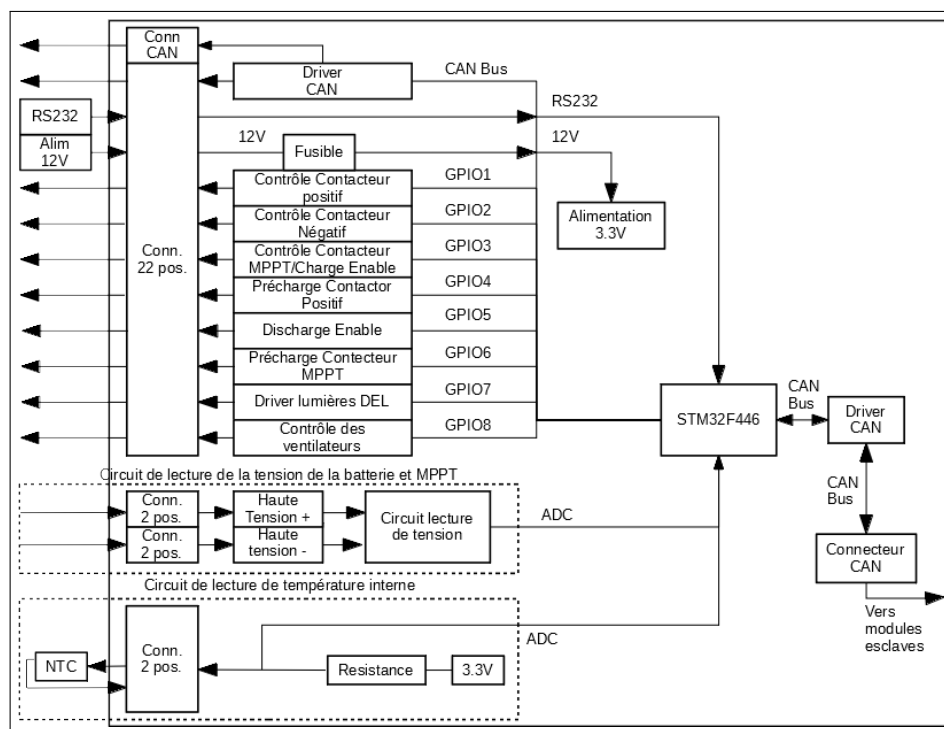 Conn
CAN
Driver
CAN
CAN Bus
RS232
RS232
Alim
12V
12V
Fusible
12V
Conn.
22 pos.
Contrôle Contacteur
positif
GPIO1
Contrôle Contacteur
Négatif
GPIO2
Contrôle Contacteur
MPPT/Charge Enable
GPIO3
Précharge Contactor
Positif
GPIO4
Discharge Enable
GPIO5
Précharge Contecteur
MPPT
GPIO6
Driver lumières DEL
GPIO7
Contrôle des
ventilateurs
GPIO8
Alimentation
3.3V
STM32F446
CAN
Bus
Driver
CAN
CAN
Bus
Connecteur
CAN
Vers
modules
esclaves
Circuit de lecture de la tension de la batterie et MPPT
Conn.
2 pos.
Haute
Tension +
Conn.
2 pos.
Haute
tension -
Circuit lecture
de tension
ADC
Circuit de lecture de température interne
NTC
Conn.
2 pos.
Resistance
3.3V
ADC